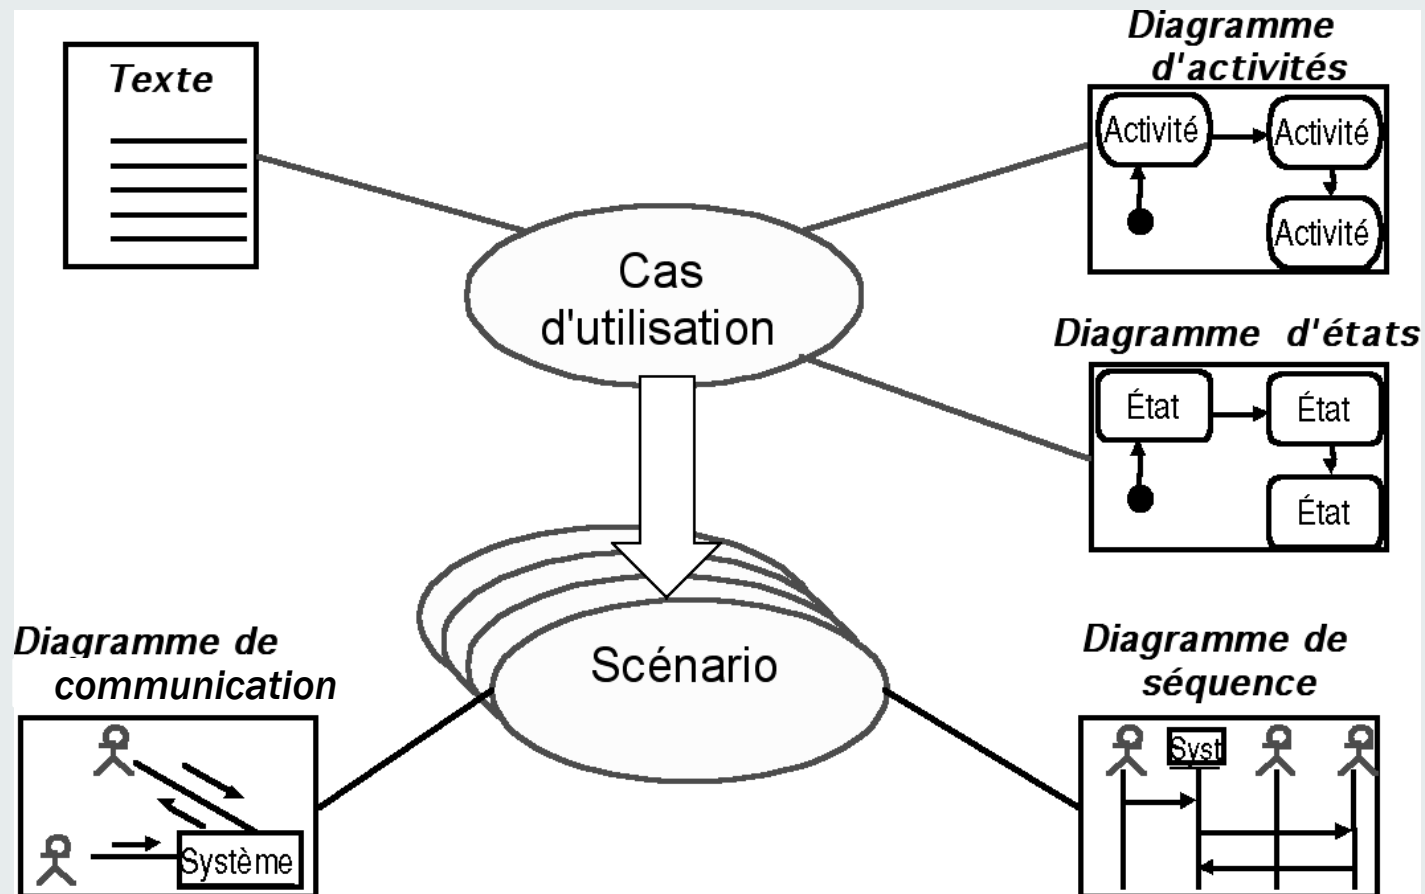 Texte
Diagramme
d'activités
Activité
Activité
Activité
Cas
d'utilisation
Diagramme d'états
État
État
État
Diagramme de
communication
Système
Scénario
Diagramme de
séquence
Syst